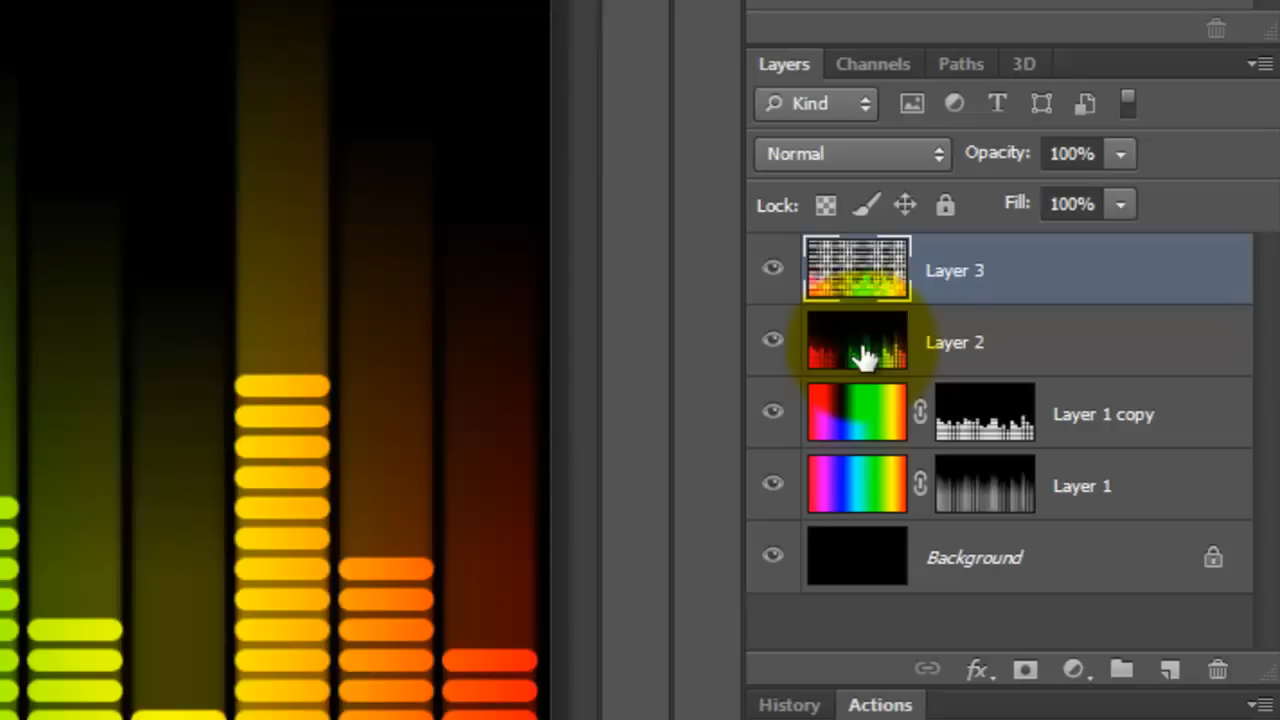 Layers Channels Paths 3D
Kind
Normal Opacity: 100%
Lock: Fill: 100%
Layer 3
Layer 2
Layer 1 copy
Layer 1
Background
fx
History Actions